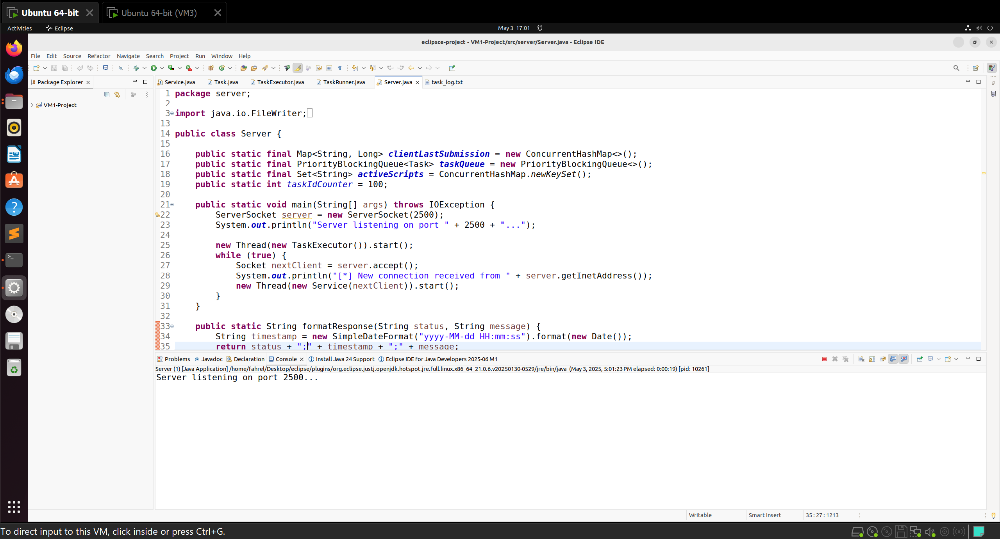 Ubuntu 64-bit
Ubuntu 64-bit (VM3)
Activities
Eclipse
May 3 17:01
eclipsce-project - VM1-Project/src/server/Server.java - Eclipse IDE
File Edit Source Refactor Navigate Search Project Run Window Help
Package Explorer
VM1-Project
Service.java
Task.java
TaskExecutor.java
TaskRunner.java
Server.java
task_log.txt
1 package server;
2
3 import java.io.FileWriter;
13
14 public class Server {
15
16 public static final Map<String, Long> clientLastSubmission = new ConcurrentHashMap<>();
17 public static final PriorityBlockingQueue<Task> taskQueue = new PriorityBlockingQueue<>();
18 public static final Set<String> activeScripts = ConcurrentHashMap.newKeySet();
19 public static int taskIdCounter = 100;
20
21 public static void main(String[] args) throws IOException {
22 ServerSocket server = new ServerSocket(2500);
23 System.out.println("Server listening on port " + 2500 + "...");
24
25 new Thread(new TaskExecutor()).start();
26 while (true) {
27 Socket nextClient = server.accept();
28 System.out.println("[*] New connection received from " + server.getInetAddress());
29 new Thread(new Service(nextClient)).start();
30 }
31 }
32
33 public static String formatResponse(String status, String message) {
34 String timestamp = new SimpleDateFormat("yyyy-MM-dd HH:mm:ss").format(new Date());
35 return status + ";" + timestamp + ";" + message;
Problems
Javadoc
Declaration
Console
Install Java 24 Support
Eclipse IDE for Java Developers 2025-06 M1
Server (1) [Java Application] /home/fahrel/Desktop/eclipse/plugins/org.eclipse.justj.openjdk.hotspot.jre.full.linux.x86_64_21.0.6.v20250130-0529/jre/bin/java (May 3, 2025, 5:01:23 PM elapsed: 0:00:19) [pid: 10261]
Server listening on port 2500...
Writable
Smart Insert
35 : 27 : 1213
To direct input to this VM, click inside or press Ctrl+G.